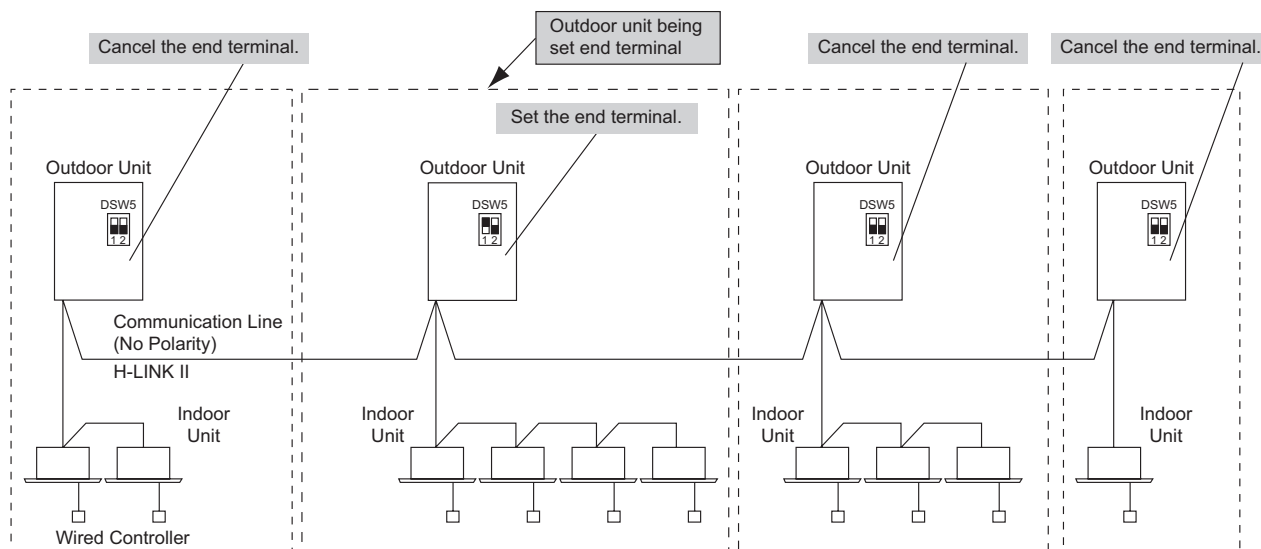 Outdoor unit being
set end terminal
Cancel the end terminal.
Cancel the end terminal.
Cancel the end terminal.
Set the end terminal.
Outdoor Unit
Outdoor Unit
Outdoor Unit
Outdoor Unit
DSW5
1 2
DSW5
1 2
DSW5
1 2
DSW5
1 2
Communication Line
(No Polarity)
H-LINK II
Indoor
Unit
Indoor
Unit
Indoor
Unit
Indoor
Unit
Wired Controller